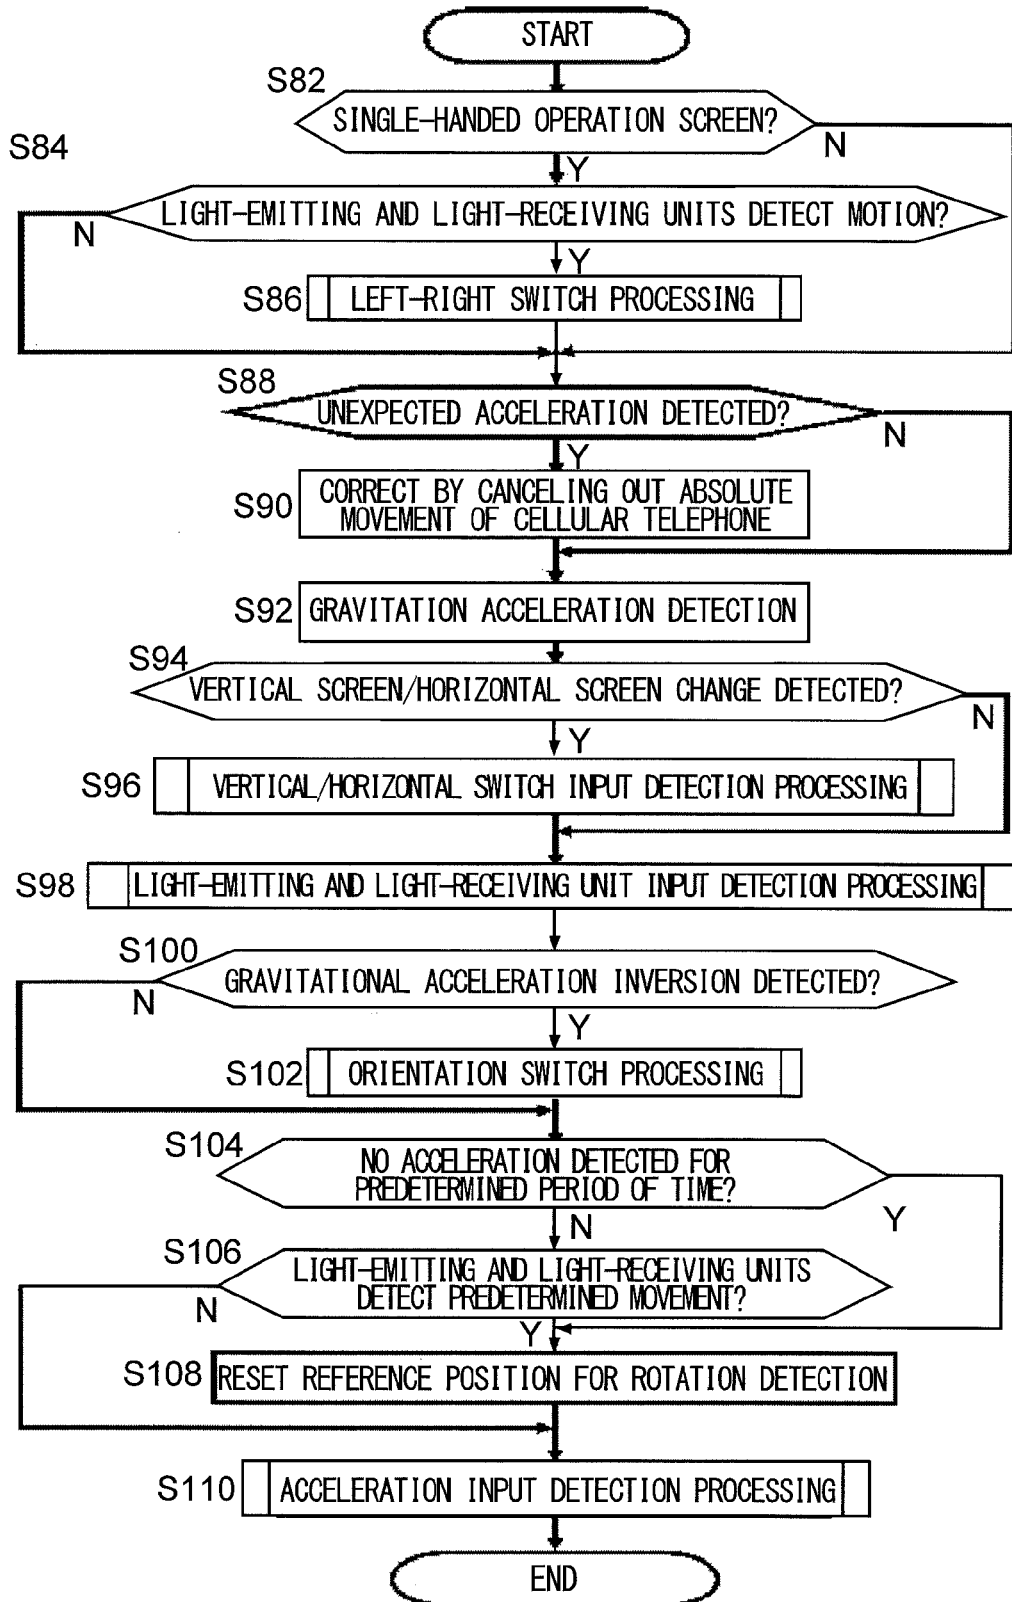 START
S82
SINGLE-HANDED OPERATION SCREEN?
N
Y
S84
LIGHT-EMITTING AND LIGHT-RECEIVING UNITS DETECT MOTION?
N
Y
S86
LEFT-RIGHT SWITCH PROCESSING
S88
UNEXPECTED ACCELERATION DETECTED?
N
Y
S90
CORRECT BY CANCELING OUT ABSOLUTE
MOVEMENT OF CELLULAR TELEPHONE
S92
GRAVITATION ACCELERATION DETECTION
S94
VERTICAL SCREEN/HORIZONTAL SCREEN CHANGE DETECTED?
N
Y
S96
VERTICAL/HORIZONTAL SWITCH INPUT DETECTION PROCESSING
S98
LIGHT-EMITTING AND LIGHT-RECEIVING UNIT INPUT DETECTION PROCESSING
S100
GRAVITATIONAL ACCELERATION INVERSION DETECTED?
N
Y
S102
ORIENTATION SWITCH PROCESSING
S104
NO ACCELERATION DETECTED FOR
PREDETERMINED PERIOD OF TIME?
Y
N
S106
LIGHT-EMITTING AND LIGHT-RECEIVING UNITS
DETECT PREDETERMINED MOVEMENT?
N
Y
S108
RESET REFERENCE POSITION FOR ROTATION DETECTION
S110
ACCELERATION INPUT DETECTION PROCESSING
END